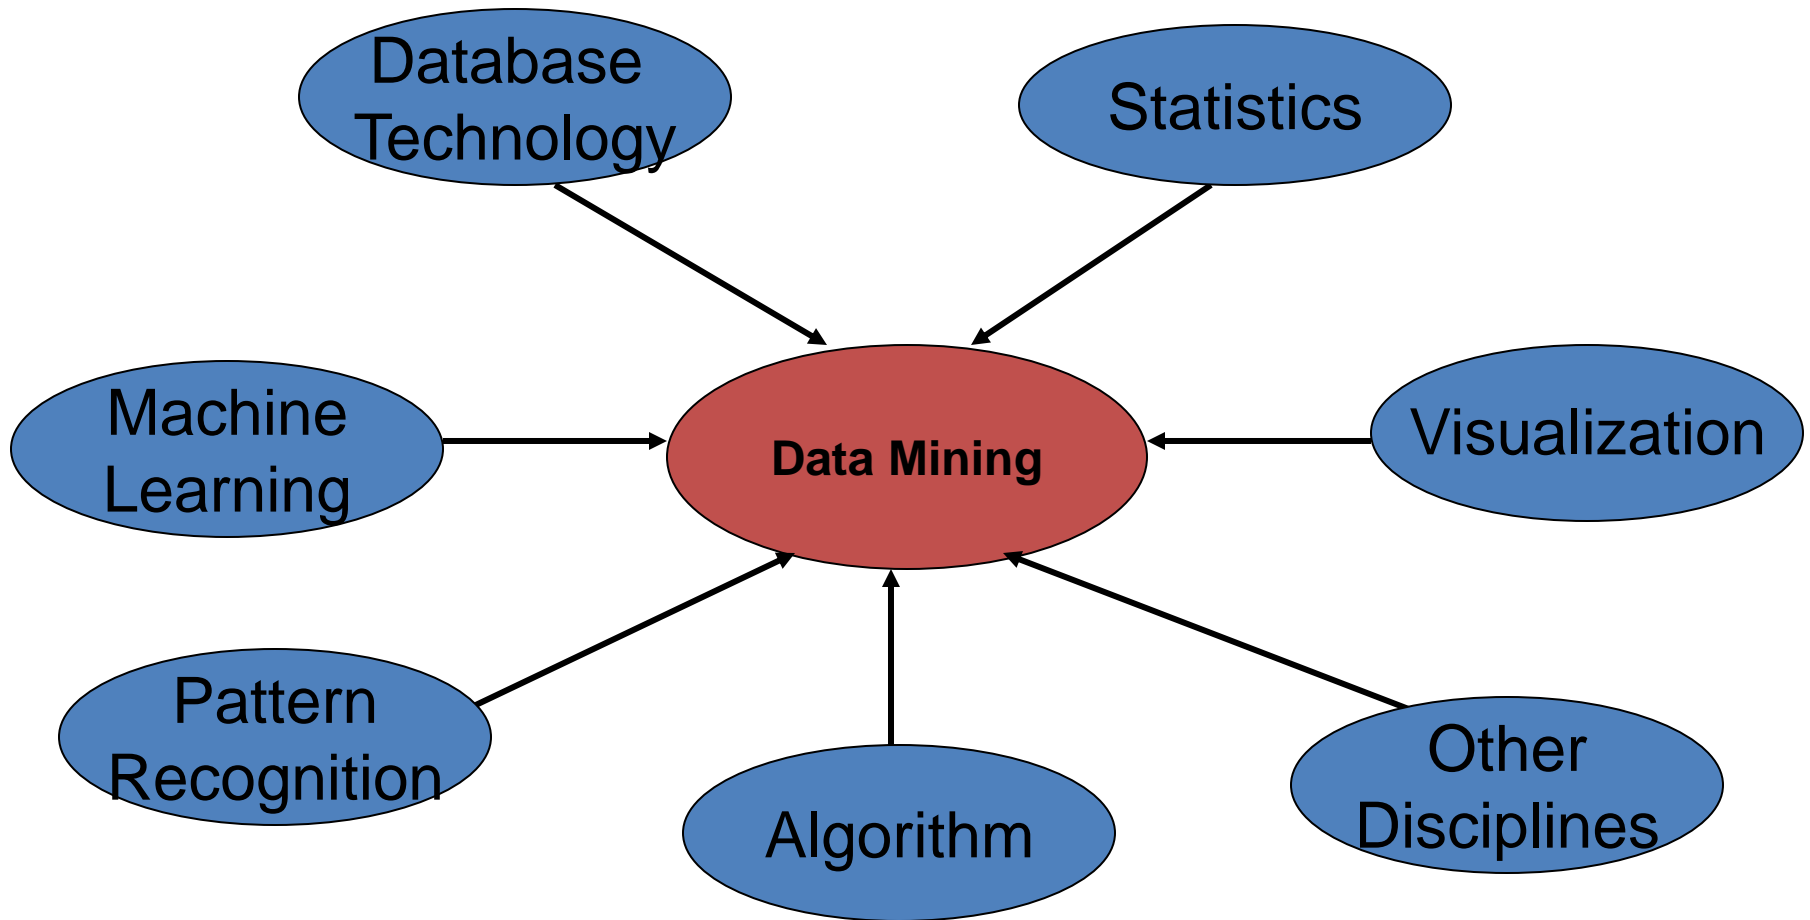 Database
Technology
Statistics
Machine
Learning
Data Mining
Visualization
Pattern
Recognition
Algorithm
Other
Disciplines